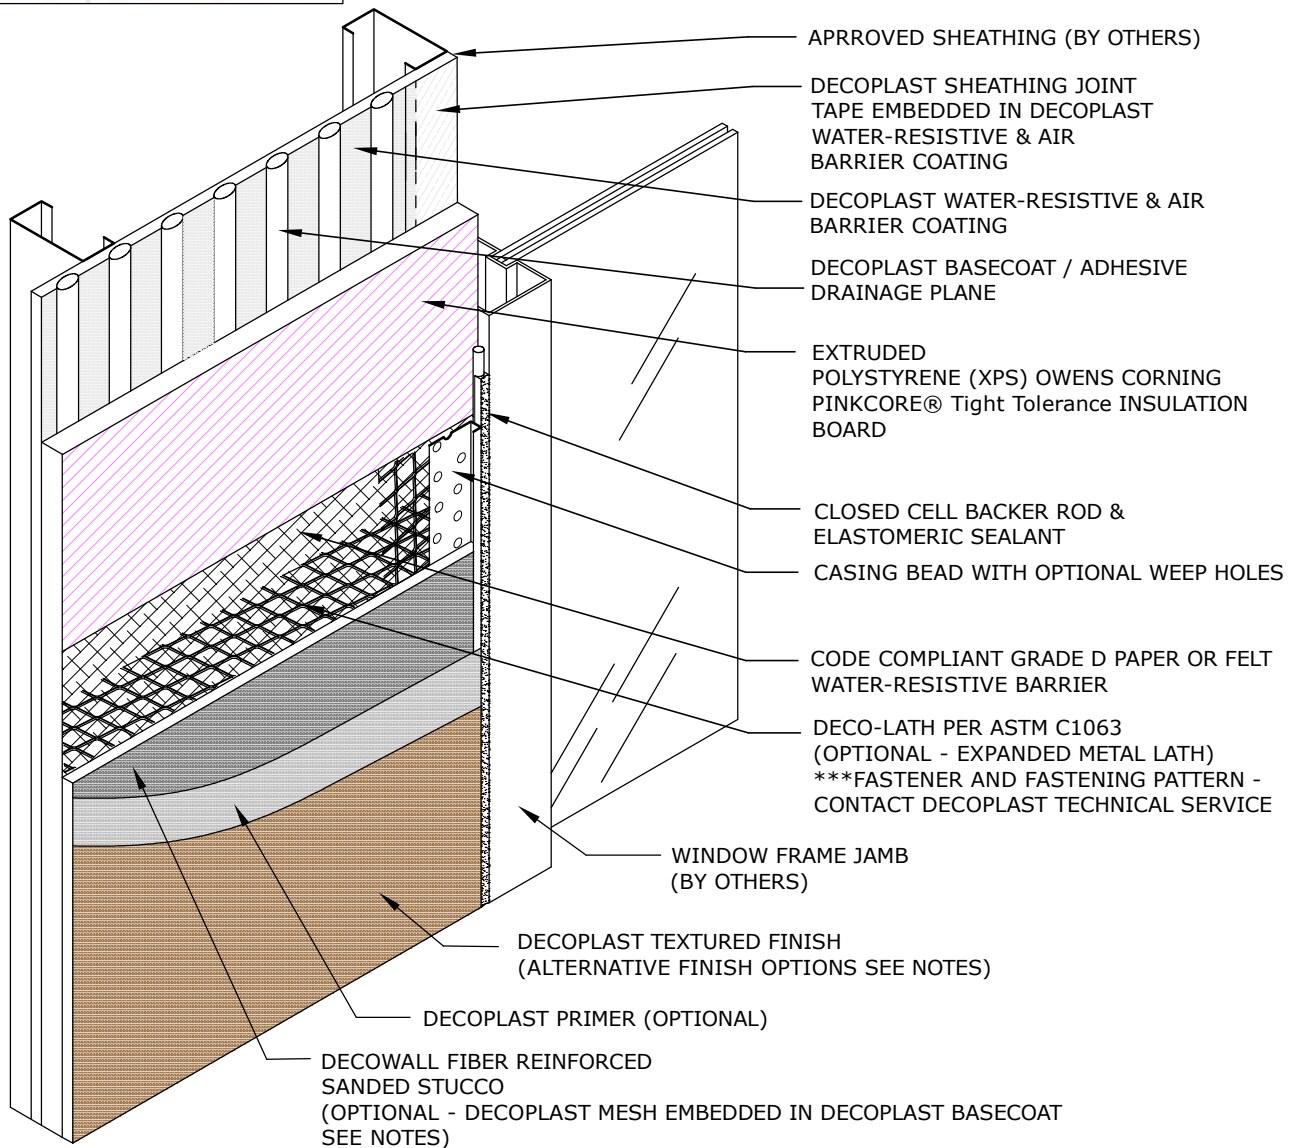 APRROVED SHEATHING (BY OTHERS)
DECOPLAST SHEATHING JOINT
TAPE EMBEDDED IN DECOPLAST
WATER-RESISTIVE & AIR
BARRIER COATING
DECOPLAST WATER-RESISTIVE & AIR
BARRIER COATING
DECOPLAST BASECOAT / ADHESIVE
DRAINAGE PLANE
EXTRUDED
POLYSTYRENE (XPS) OWENS CORNING
PINKCORE® Tight Tolerance INSULATION
BOARD
CLOSED CELL BACKER ROD &
ELASTOMERIC SEALANT
CASING BEAD WITH OPTIONAL WEEP HOLES
CODE COMPLIANT GRADE D PAPER OR FELT
WATER-RESISTIVE BARRIER
DECO-LATH PER ASTM C1063
(OPTIONAL - EXPANDED METAL LATH)
***FASTENER AND FASTENING PATTERN -
CONTACT DECOPLAST TECHNICAL SERVICE
WINDOW FRAME JAMB
(BY OTHERS)
DECOPLAST TEXTURED FINISH
(ALTERNATIVE FINISH OPTIONS SEE NOTES)
DECOPLAST PRIMER (OPTIONAL)
DECOWALL FIBER REINFORCED
SANDED STUCCO
(OPTIONAL - DECOPLAST MESH EMBEDDED IN DECOPLAST BASECOAT
SEE NOTES)